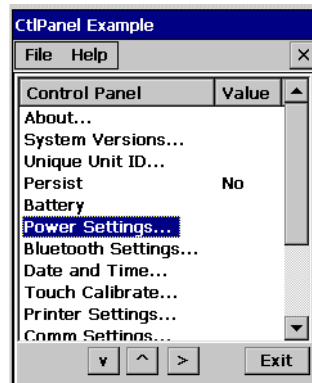 CtlPanel Example
File Help ×
Control Panel Value
About...
System Versions...
Unique Unit ID...
Persist No
Battery
Power Settings...
Bluetooth Settings...
Date and Time...
Touch Calibrate...
Printer Settings...
Comm Settings...
v ^ > Exit